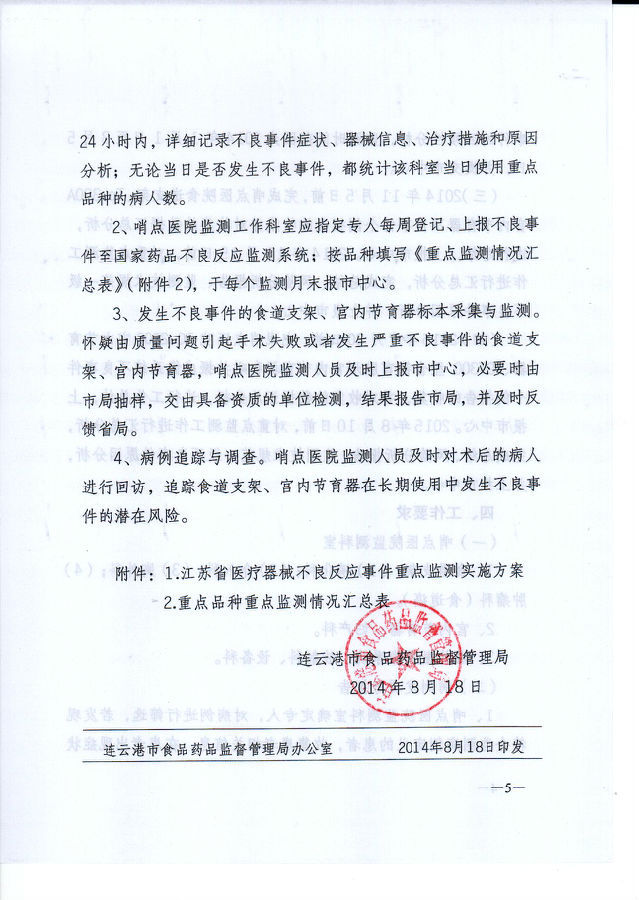 24小时内，详细记录不良事件症状、器械信息、治疗措施和原因
分析；无论当日是否发生不良事件，都统计该科室当日使用重点
品种的病人数。
2、哨点医院监测工作科室应指定专人每周登记、上报不良事
件至国家药品不良反应监测系统；按品种填写《重点监测情况汇
总表》（附件2），于每个监测月末报市中心。
3、发生不良事件的食道支架、宫内节育器标本采集与监测。
怀疑由质量问题引起手术失败或者发生严重不良事件的食道支
架、宫内节育器，哨点医院监测人员及时上报市中心，必要时由
市局抽样，交由具备资质的单位检测，结果报告市局，并及时反
馈省局。
4、病例追踪与调查。哨点医院监测人员及时对术后的病人
进行回访，追踪食道支架、宫内节育器在长期使用中发生不良事
件的潜在风险。
附件：1.江苏省医疗器械不良反应事件重点监测实施方案
2.重点品种重点监测情况汇总表
连云港市食品药品监督管理局
2014年8月18日
连云港市食品药品监督管理局办公室 2014年8月18日印发
—5—